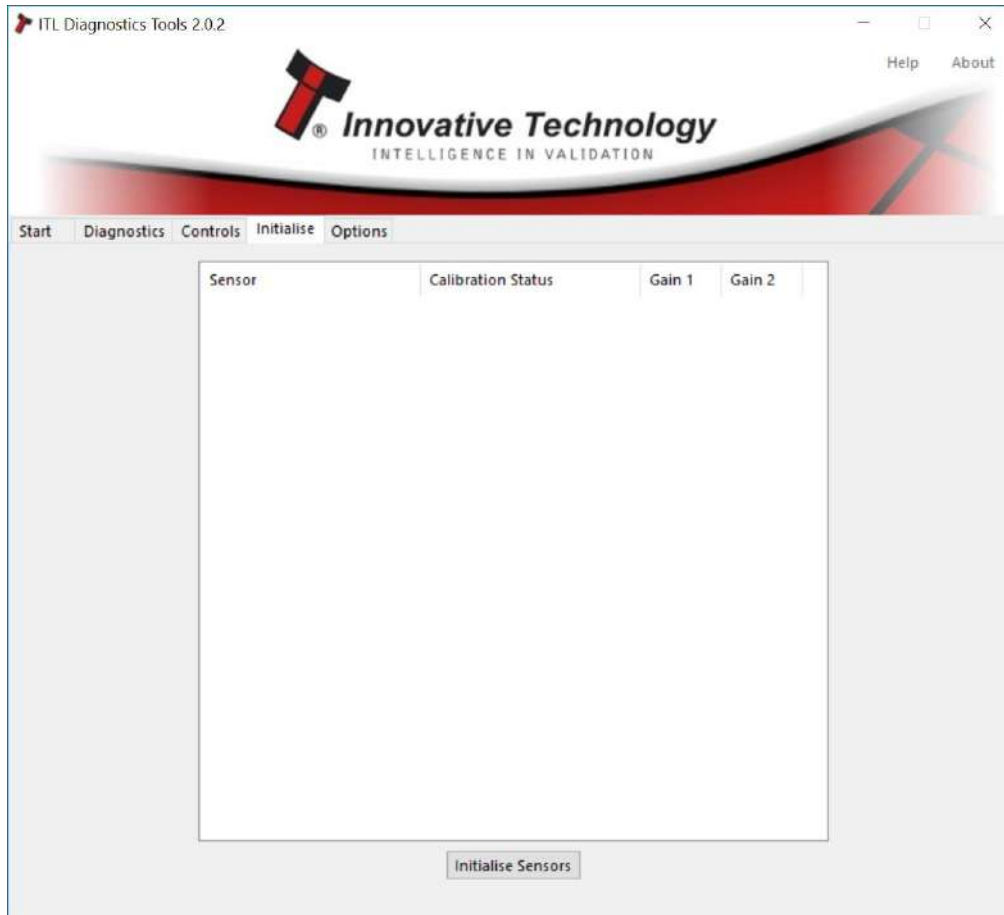 ITL Diagnostics Tools 2.0.2
Help About
® Innovative Technology
INTELLIGENCE IN VALIDATION
Start Diagnostics Controls Initialise Options
Sensor Calibration Status Gain 1 Gain 2
Initialise Sensors